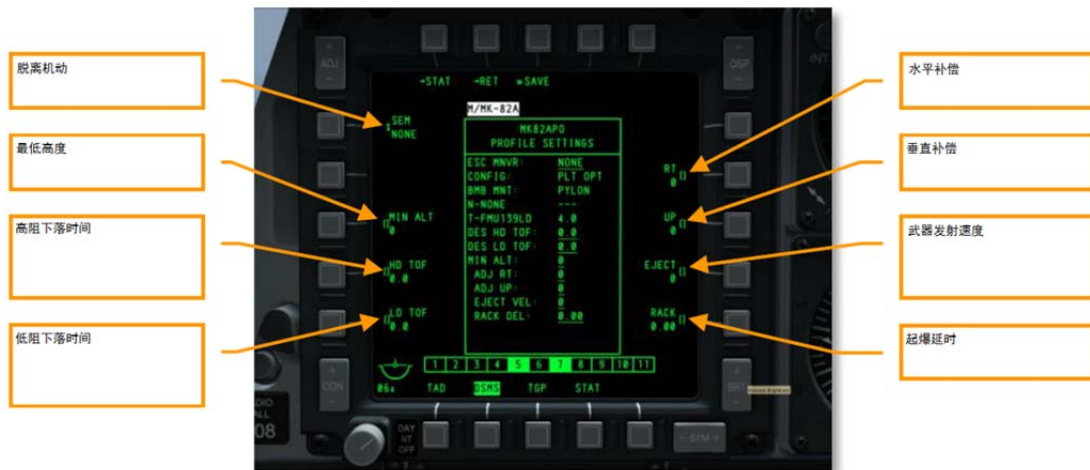 脱离机动
最低高度
高阻下落时间
低阻下落时间
水平补偿
垂直补偿
武器发射速度
起爆延时
ADJ
DSP
INT
CON
BRT
DAY
NT
OFF
- SYM +
08
STAT
RET
SAVE
M/MK-82A
SEM
NONE
MK82APO
PROFILE SETTINGS
ESC MNVR: NONE
CONFIG: PLT OPT
BMB MNT: PYLON
N-NONE ---
T-FMU139LD 4.0
DES HD TOF: 0.0
DES LD TOF: 0.0
MIN ALT: 0
ADJ RT: 0
ADJ UP: 0
EJECT VEL: 0
RACK DEL: 0.00
MIN ALT
0
HD TOF
0.0
LD TOF
0.0
RT
0
UP
0
EJECT
0
RACK
0.00
1 2 3 4 5 6 7 8 9 10 11
TAD DSMS TGP STAT